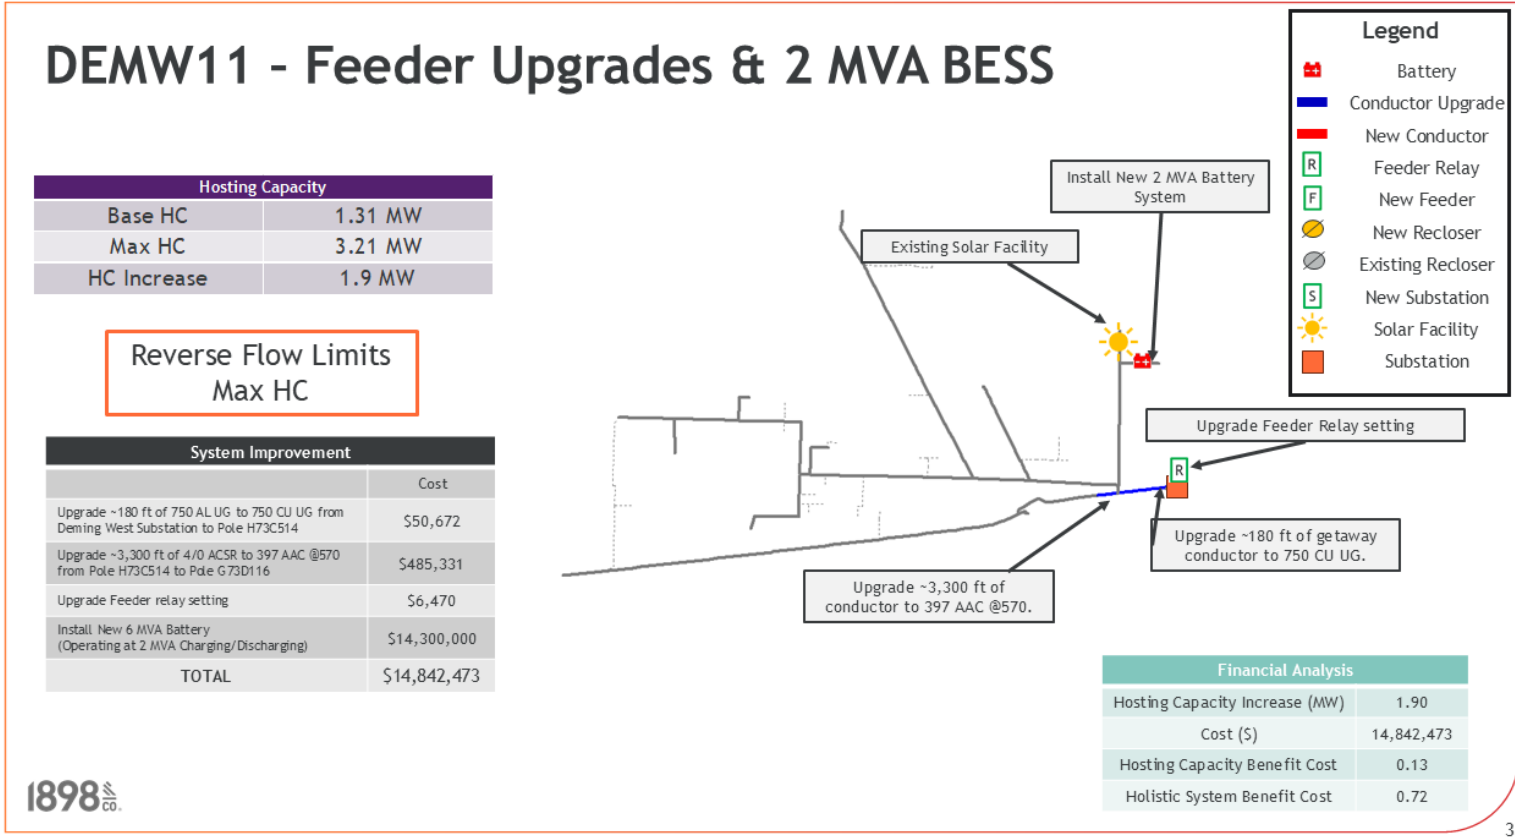 DEMW11 – Feeder Upgrades & 2 MVA BESS
Legend
Battery
Conductor Upgrade
New Conductor
R Feeder Relay
F New Feeder
New Recloser
Existing Recloser
S New Substation
Solar Facility
Substation
Hosting Capacity
Base HC 1.31 MW
Max HC 3.21 MW
HC Increase 1.9 MW
Reverse Flow Limits
Max HC
System Improvement
Cost
Upgrade ~180 ft of 750 AL UG to 750 CU UG from
Deming West Substation to Pole H73C514
$50,672
Upgrade ~3,300 ft of 4/0 ACSR to 397 AAC @570
from Pole H73C514 to Pole G73D116
$485,331
Upgrade Feeder relay setting $6,470
Install New 6 MVA Battery
(Operating at 2 MVA Charging/Discharging)
$14,300,000
TOTAL $14,842,473
Install New 2 MVA Battery
System
Existing Solar Facility
Upgrade Feeder Relay setting
R
Upgrade ~180 ft of getaway
conductor to 750 CU UG.
Upgrade ~3,300 ft of
conductor to 397 AAC @570.
Financial Analysis
Hosting Capacity Increase (MW) 1.90
Cost ($) 14,842,473
Hosting Capacity Benefit Cost 0.13
Holistic System Benefit Cost 0.72
1898 & CO.
3